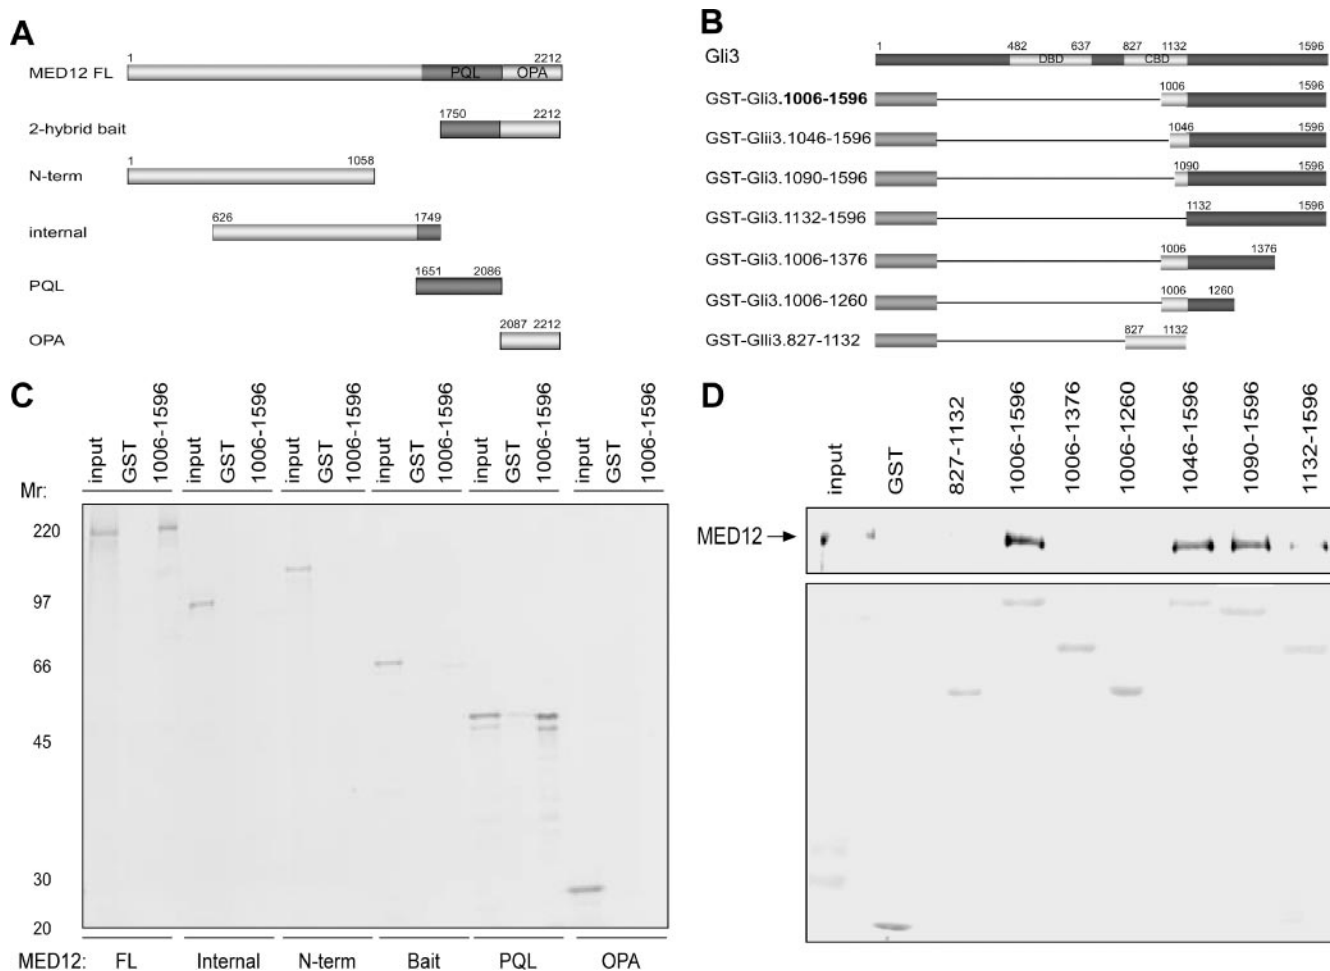 A
1 2212
MED12 FL PQL OPA
1750 2212
2-hybrid bait
1 1058
N-term
626 1749
internal
1651 2086
PQL
2087 2212
OPA
B
1 482 637 827 1132 1596
Gli3 DBD CBD
1006 1596
GST-Gli3.1006-1596
1046 1596
GST-Glii3.1046-1596
1090 1596
GST-Gli3.1090-1596
1132 1596
GST-Gli3.1132-1596
1006 1376
GST-Gli3.1006-1376
1006 1260
GST-Gli3.1006-1260
827 1132
GST-Glli3.827-1132
C
input GST 1006-1596 input GST 1006-1596 input GST 1006-1596 input GST 1006-1596 input GST 1006-1596 input GST 1006-1596
Mr:
220
97
66
45
30
20
MED12: FL Internal N-term Bait PQL OPA
D
input GST 827-1132 1006-1596 1006-1376 1006-1260 1046-1596 1090-1596 1132-1596
MED12